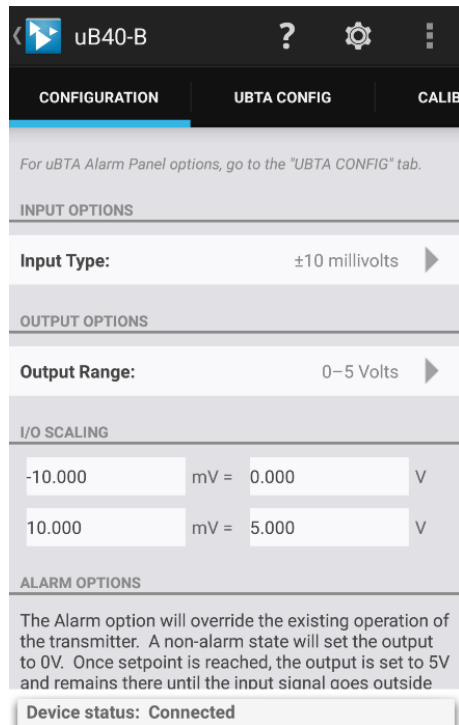 uB40-B ?
CONFIGURATION UBTA CONFIG CALIB
For uBTA Alarm Panel options, go to the "UBTA CONFIG" tab.
INPUT OPTIONS
Input Type: ±10 millivolts
OUTPUT OPTIONS
Output Range: 0–5 Volts
I/O SCALING
-10.000 mV = 0.000 V
10.000 mV = 5.000 V
ALARM OPTIONS
The Alarm option will override the existing operation of
the transmitter. A non-alarm state will set the output
to 0V. Once setpoint is reached, the output is set to 5V
and remains there until the input signal goes outside
Device status: Connected